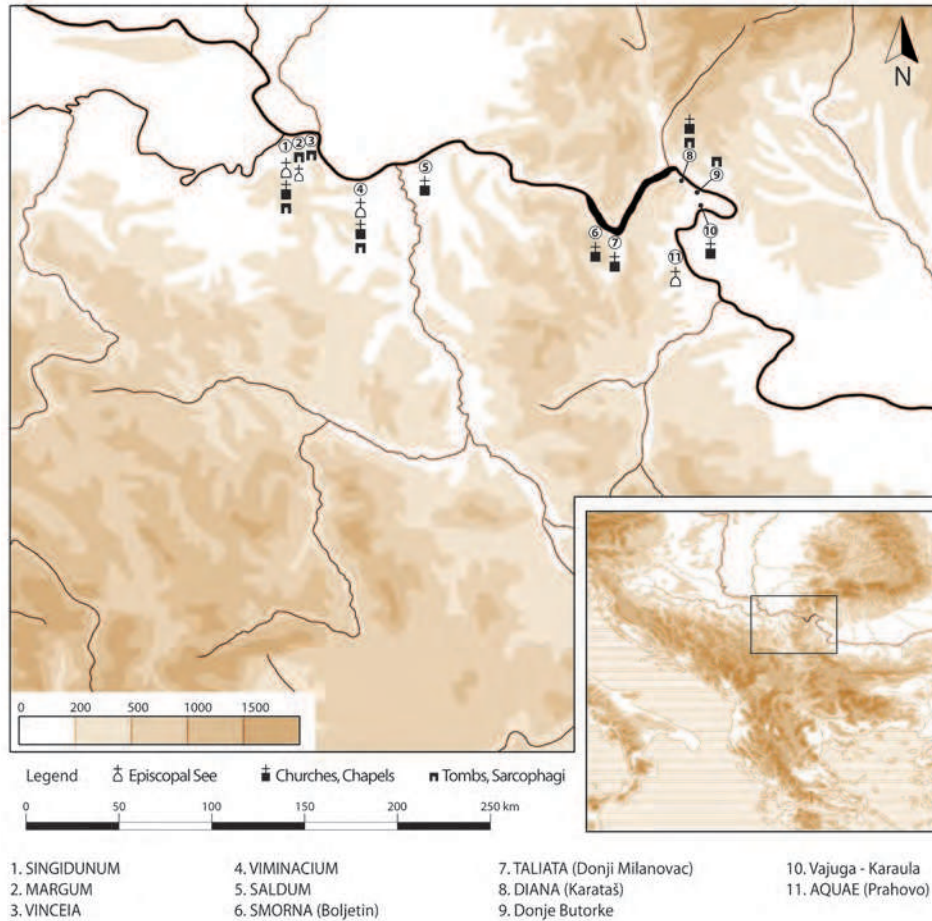 N
1 2 3
4
5
6
7
8
9
10
11
0 200 500 1000 1500
Legend Episcopal See Churches, Chapels Tombs, Sarcophagi
0 50 100 150 200 250 km
1. SINGIDUNUM
2. MARGUM
3. VINCEIA
4. VIMINACIUM
5. SALDUM
6. SMORNA (Boljetin)
7. TALIATA (Donji Milanovac)
8. DIANA (Karataš)
9. Donje Butorke
10. Vajuga - Karaula
11. AQUAE (Prahovo)